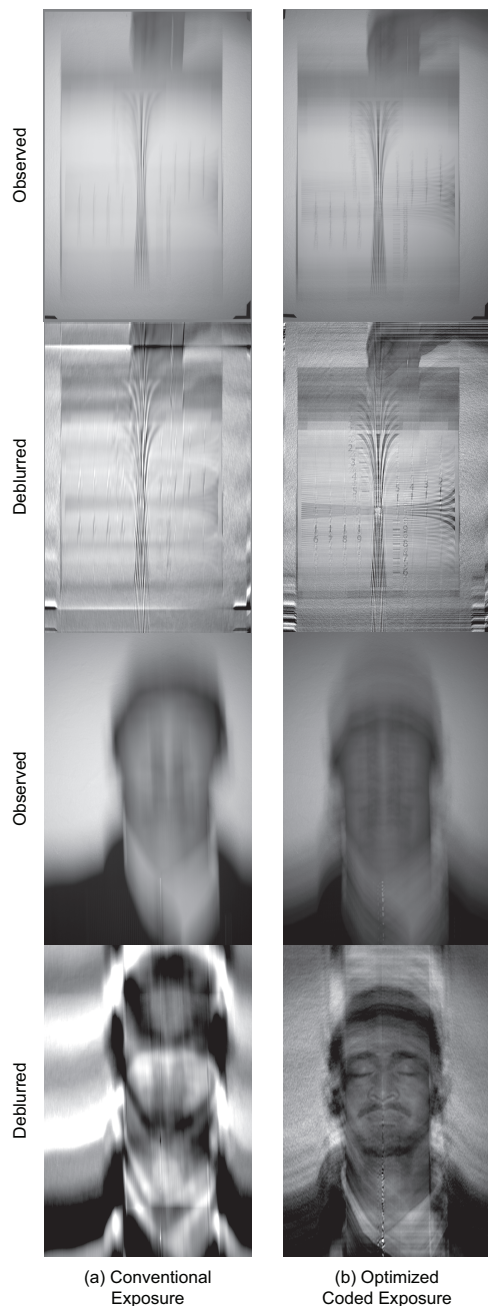 Observed
Deblurred
Observed
Deblurred
(a) Conventional
Exposure
(b) Optimized
Coded Exposure